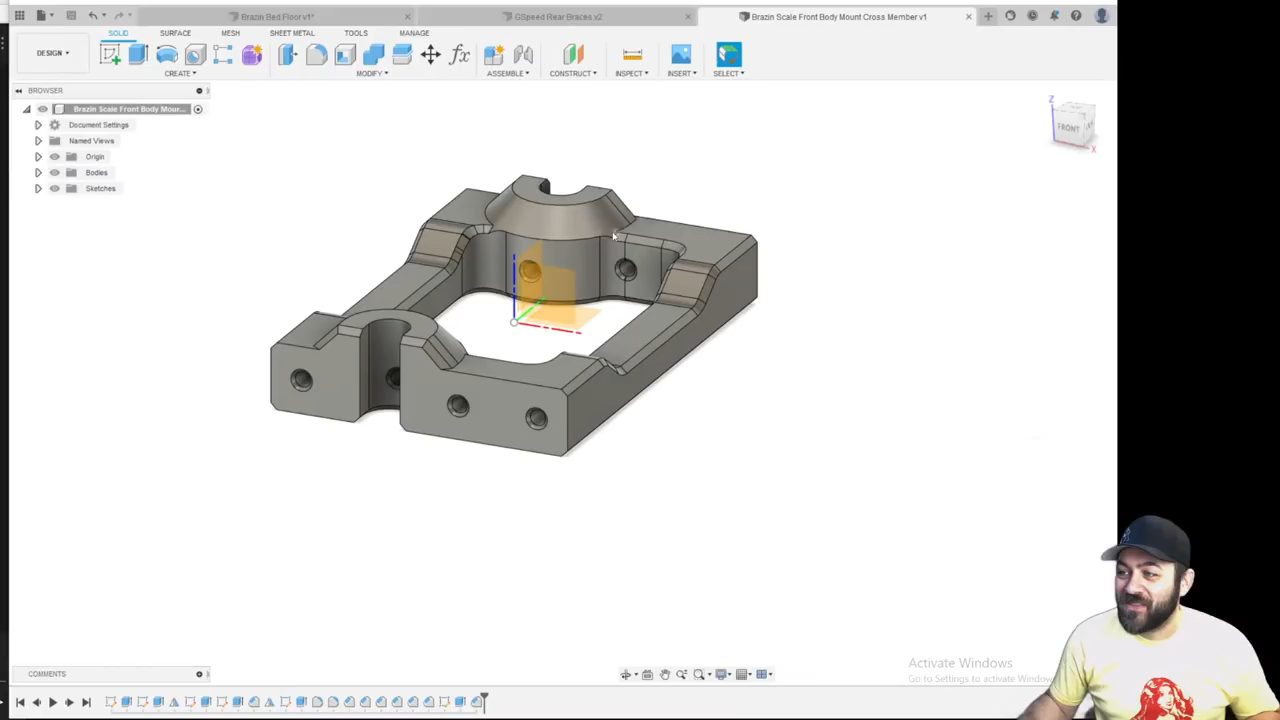 Brazin Bed Floor v1*
GSpeed Rear Braces v2
Brazin Scale Front Body Mount Cross Member v1
DESIGN
SOLID
SURFACE
MESH
SHEET METAL
TOOLS
MANAGE
fx
CREATE
MODIFY
ASSEMBLE
CONSTRUCT
INSPECT
INSERT
SELECT
BROWSER
Brazin Scale Front Body Mour...
Document Settings
Named Views
Origin
Bodies
Sketches
Z
FRONT
X
COMMENTS
Activate Windows
Go to Settings to activate Window